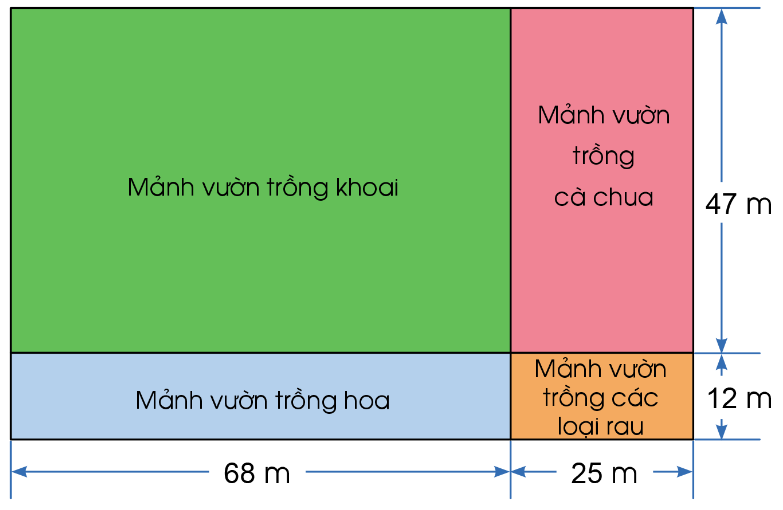 Mảnh vườn trồng khoai
Mảnh vườn
trồng
cà chua
47 m
Mảnh vườn trồng hoa
Mảnh vườn
trồng các
loại rau
12 m
68 m
25 m